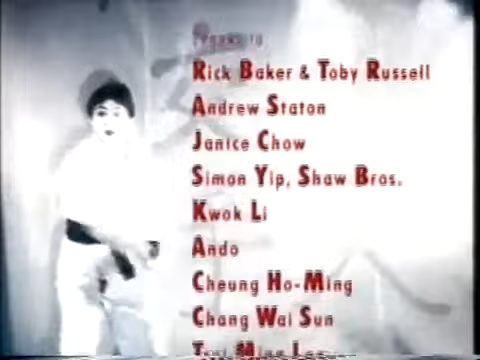 Rick Baker & Toby Russell
Andrew Staton
Janice Chow
Simon Yip, Shaw Bros.
Kwok Li
Ando
Cheung Ho-Ming
Chang Wai Sun